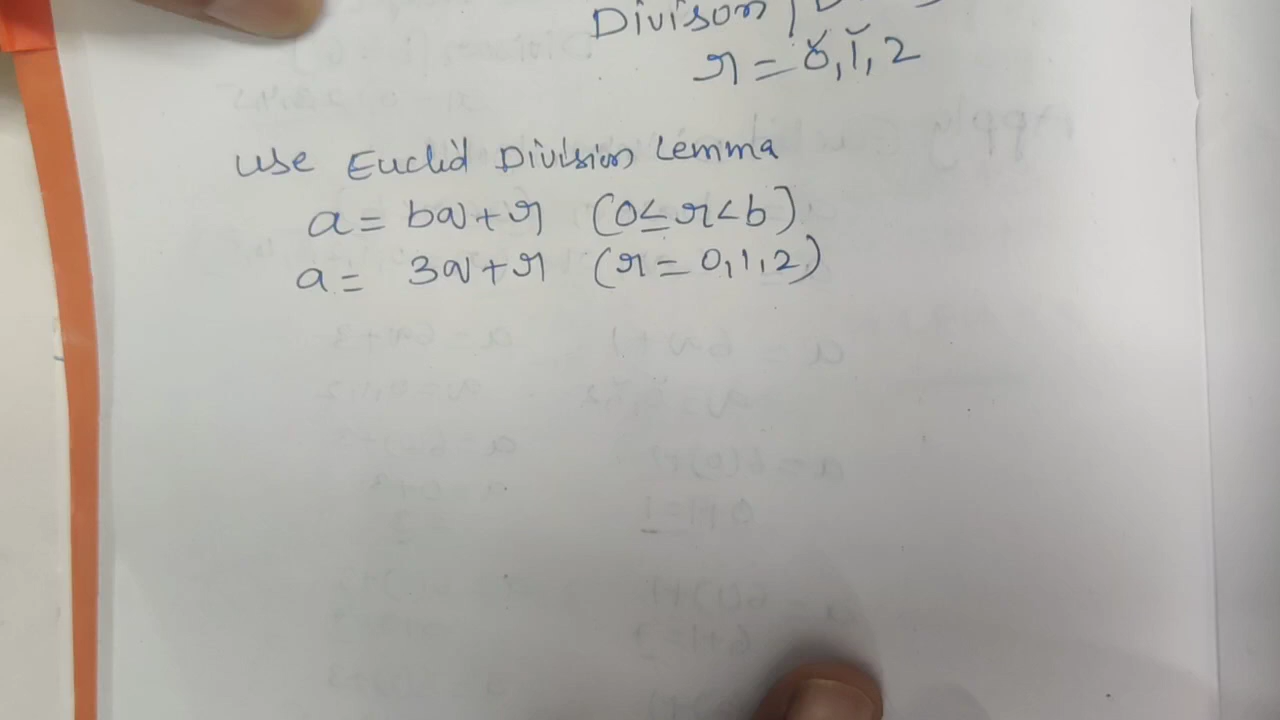 Divison /
r = 0, 1, 2
Use Euclid Division Lemma
a = bq + r (0 ≤ r < b)
a = 3q + r (r = 0, 1, 2)